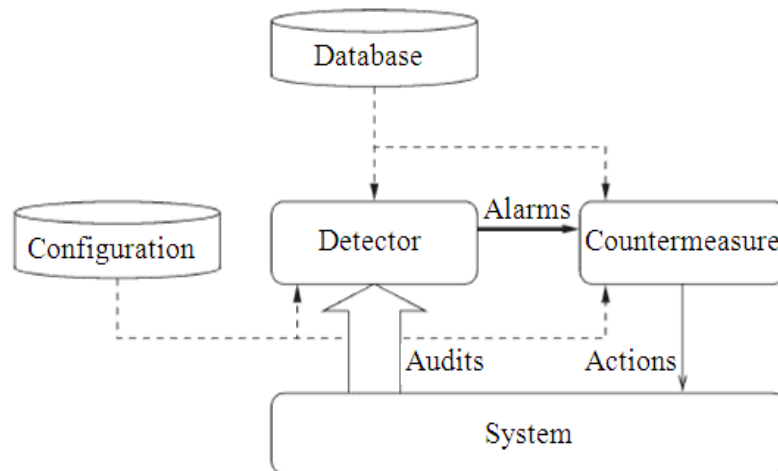 Database
Alarms
Configuration
Detector
Countermeasure
Audits
Actions
System